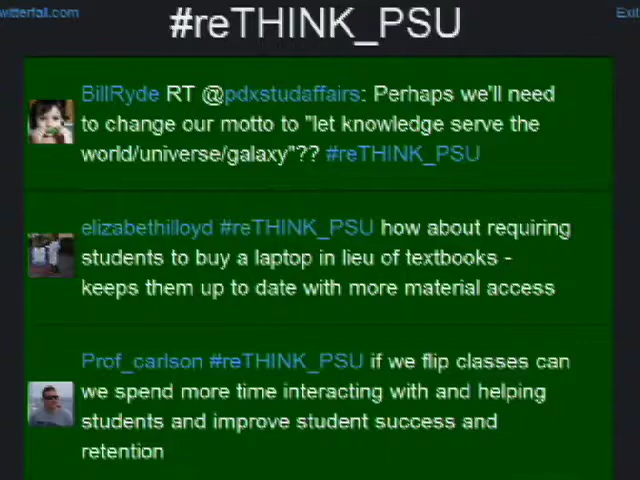 witterfall.com
Exit
#reTHINK_PSU
BillRyde RT @pdxstudaffairs: Perhaps we'll need
to change our motto to "let knowledge serve the
world/universe/galaxy"?? #reTHINK_PSU
elizabethilloyd #reTHINK_PSU how about requiring
students to buy a laptop in lieu of textbooks -
keeps them up to date with more material access
Prof_carlson #reTHINK_PSU if we flip classes can
we spend more time interacting with and helping
students and improve student success and
retention